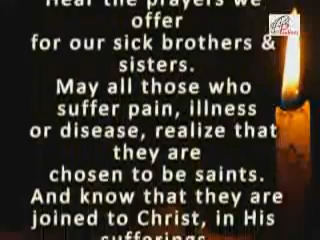 Hear the prayers we
offer
for our sick brothers &
sisters.
May all those who
suffer pain, illness
or disease, realize that
they are
chosen to be saints.
And know that they are
joined to Christ, in His
sufferings